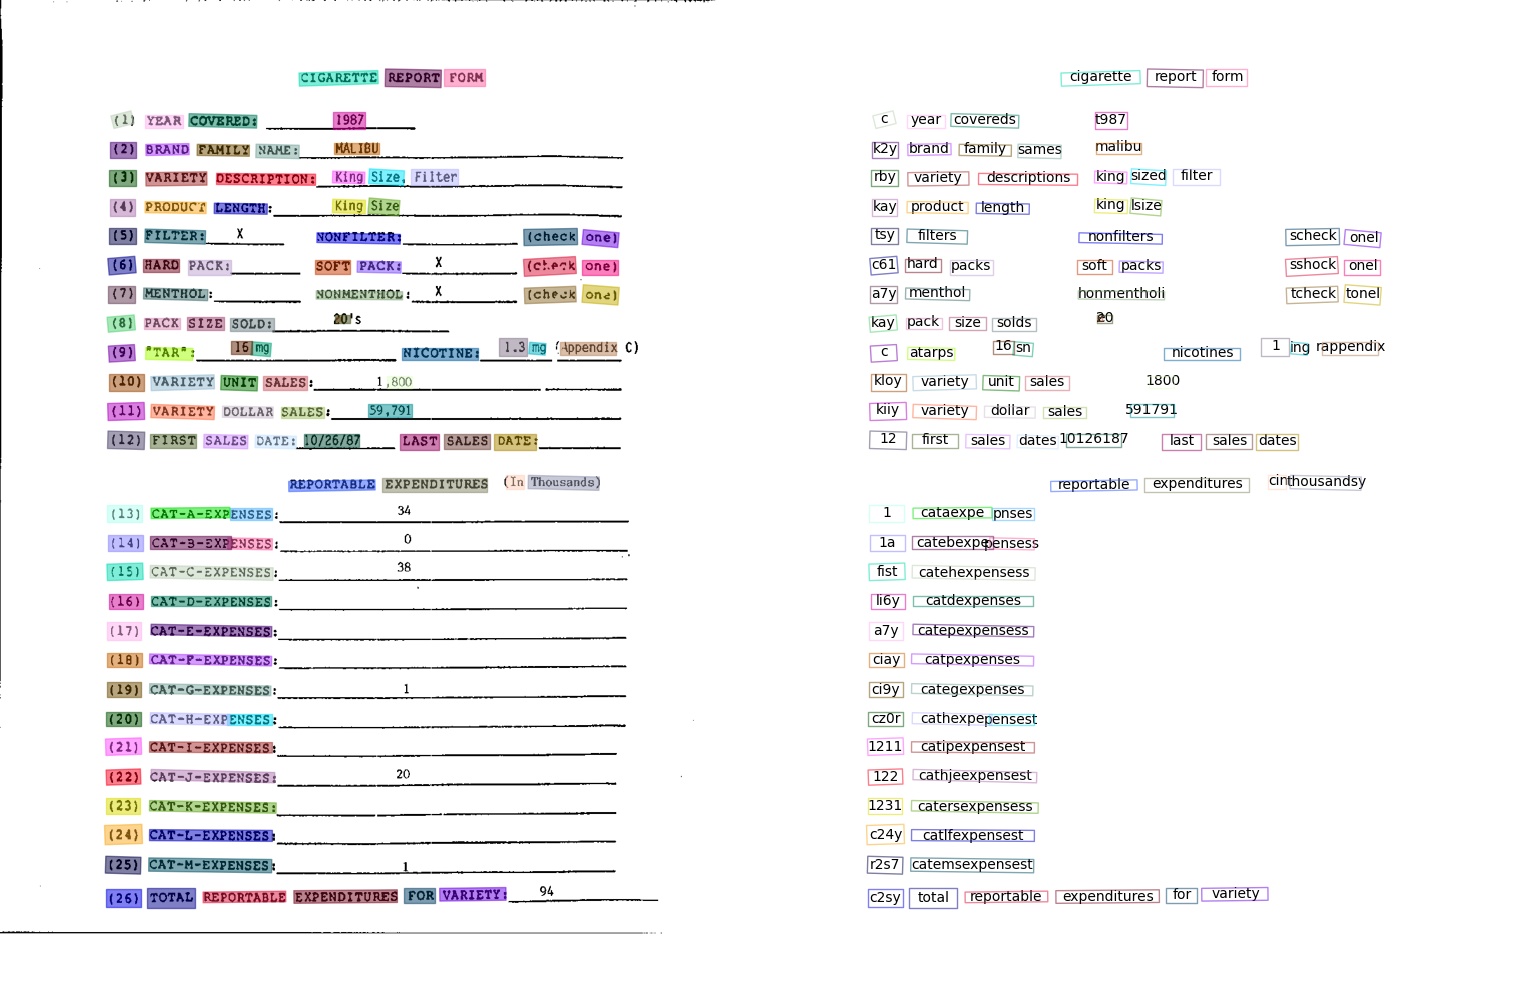 CIGARETTE REPORT FORM
(1) YEAR COVERED: 1987
(2) BRAND FAMILY NAME: MALIBU
(3) VARIETY DESCRIPTION: King Size, Filter
(4) PRODUCT LENGTH: King Size
(5) FILTER: X NONFILTER: (check one)
(6) HARD PACK: SOFT PACK: X (check one)
(7) MENTHOL: NONMENTHOL: X (check one)
(8) PACK SIZE SOLD: 20's
(9) "TAR": 16 mg NICOTINE: 1.3 mg (Appendix C)
(10) VARIETY UNIT SALES: 1,800
(11) VARIETY DOLLAR SALES: 59,791
(12) FIRST SALES DATE: 10/26/87 LAST SALES DATE:
REPORTABLE EXPENDITURES (In Thousands)
(13) CAT-A-EXPENSES: 34
(14) CAT-B-EXPENSES: 0
(15) CAT-C-EXPENSES: 38
(16) CAT-D-EXPENSES:
(17) CAT-E-EXPENSES:
(18) CAT-F-EXPENSES:
(19) CAT-G-EXPENSES: 1
(20) CAT-H-EXPENSES:
(21) CAT-I-EXPENSES:
(22) CAT-J-EXPENSES: 20
(23) CAT-K-EXPENSES:
(24) CAT-L-EXPENSES:
(25) CAT-M-EXPENSES: 1
(26) TOTAL REPORTABLE EXPENDITURES FOR VARIETY: 94
cigarette report form
c year covereds t987
k2y brand family sames malibu
rby variety descriptions king sized filter
kay product length king lsize
tsy filters nonfilters scheck onel
c61 hard packs soft packs sshock onel
a7y menthol honmentholi tcheck tonel
kay pack size solds
c atarps 16 sn nicotines 1 ing rappendix
kloy variety unit sales 1800
kiiy variety dollar sales 591791
12 first sales dates 10126187 last sales dates
reportable expenditures cin thousandsy
1 cataexpe pnses
1a catebexpe pensess
fist catehexpensess
li6y catdexpenses
a7y catepexpensess
ciay catpexpenses
ci9y categexpenses
cz0r cathexpe pensest
1211 catipexpensest
122 cathjeexpensest
1231 catersexpensess
c24y catlfexpensest
r2s7 catemsexpensest
c2sy total reportable expenditures for variety